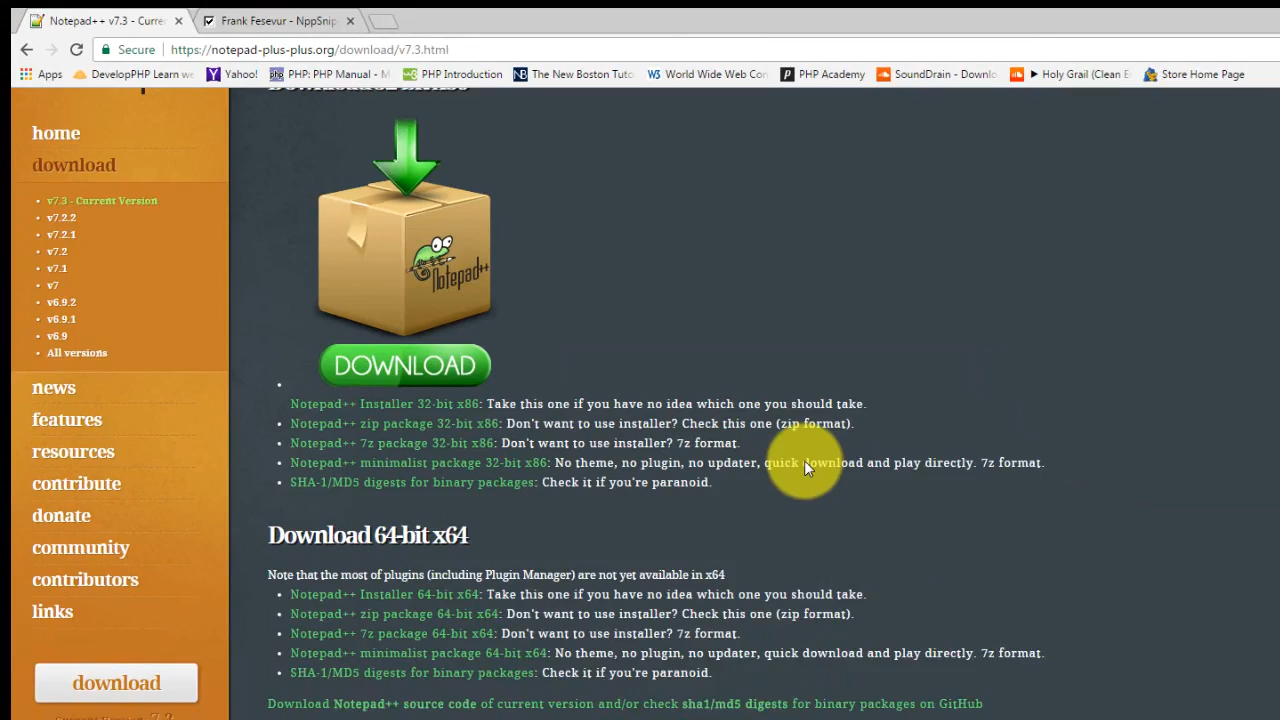 Notepad++ v7.3 - Curre
Frank Fesevur - NppSnip
Secure
https://notepad-plus-plus.org/download/v7.3.html
Apps
DevelopPHP Learn we
Yahoo!
PHP: PHP Manual - M
PHP Introduction
The New Boston Tuto
World Wide Web Con
PHP Academy
SoundDrain - Downlo
Holy Grail (Clean E
Store Home Page
home
download
v7.3 - Current Version
v7.2.2
v7.2.1
v7.2
v7.1
v7
v6.9.2
v6.9.1
v6.9
All versions
news
features
resources
contribute
donate
community
contributors
links
download
Notepad++
DOWNLOAD
Notepad++ Installer 32-bit x86: Take this one if you have no idea which one you should take.
Notepad++ zip package 32-bit x86: Don't want to use installer? Check this one (zip format).
Notepad++ 7z package 32-bit x86: Don't want to use installer? 7z format.
Notepad++ minimalist package 32-bit x86: No theme, no plugin, no updater, quick download and play directly. 7z format.
SHA-1/MD5 digests for binary packages: Check it if you're paranoid.
Download 64-bit x64
Note that the most of plugins (including Plugin Manager) are not yet available in x64
Notepad++ Installer 64-bit x64: Take this one if you have no idea which one you should take.
Notepad++ zip package 64-bit x64: Don't want to use installer? Check this one (zip format).
Notepad++ 7z package 64-bit x64: Don't want to use installer? 7z format.
Notepad++ minimalist package 64-bit x64: No theme, no plugin, no updater, quick download and play directly. 7z format.
SHA-1/MD5 digests for binary packages: Check it if you're paranoid.
Download Notepad++ source code of current version and/or check sha1/md5 digests for binary packages on GitHub